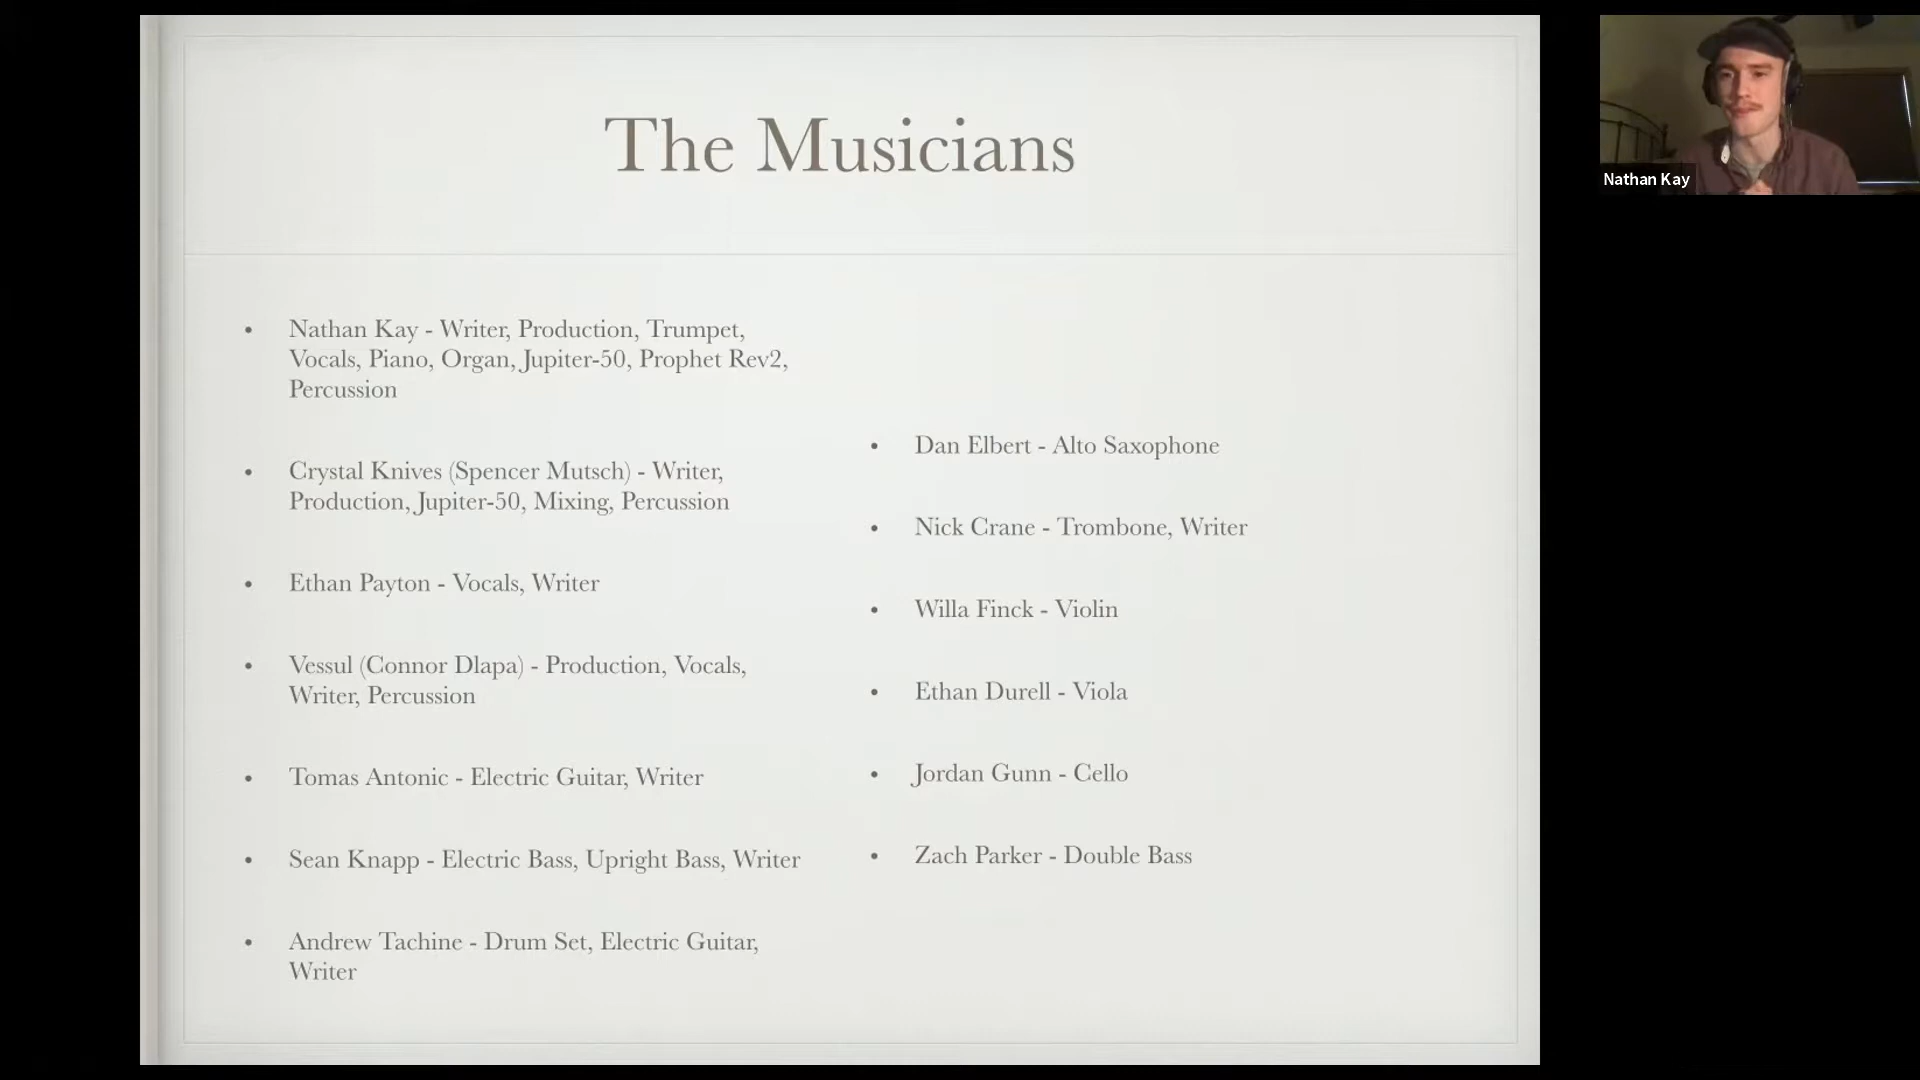 The Musicians
• Nathan Kay - Writer, Production, Trumpet,
Vocals, Piano, Organ, Jupiter-50, Prophet Rev2,
Percussion
• Crystal Knives (Spencer Mutsch) - Writer,
Production, Jupiter-50, Mixing, Percussion
• Ethan Payton - Vocals, Writer
• Vessul (Connor Dlapa) - Production, Vocals,
Writer, Percussion
• Tomas Antonic - Electric Guitar, Writer
• Sean Knapp - Electric Bass, Upright Bass, Writer
• Andrew Tachine - Drum Set, Electric Guitar,
Writer
• Dan Elbert - Alto Saxophone
• Nick Crane - Trombone, Writer
• Willa Finck - Violin
• Ethan Durell - Viola
• Jordan Gunn - Cello
• Zach Parker - Double Bass
Nathan Kay